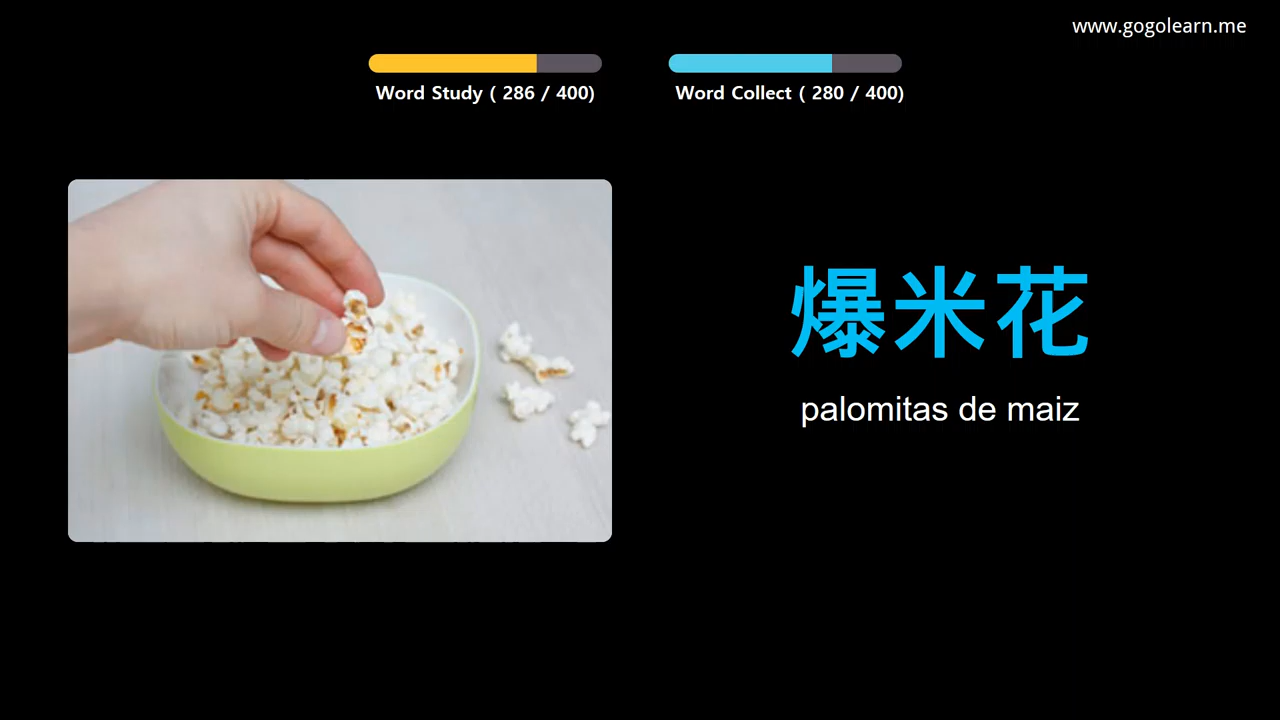 www.gogolearn.me
Word Study ( 286 / 400)
Word Collect ( 280 / 400)
爆米花
palomitas de maiz